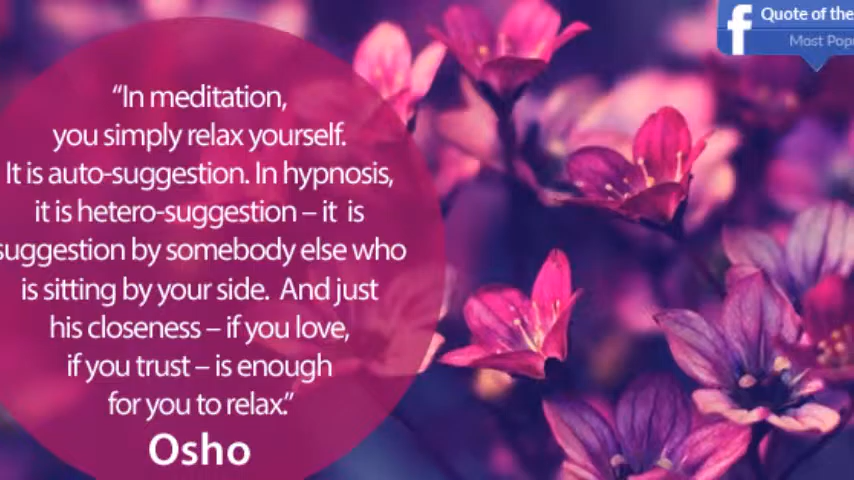 “In meditation,
you simply relax yourself.
It is auto-suggestion. In hypnosis,
it is hetero-suggestion – it is
suggestion by somebody else who
is sitting by your side. And just
his closeness – if you love,
if you trust – is enough
for you to relax.”
Osho
f Quote of the
Most Pop